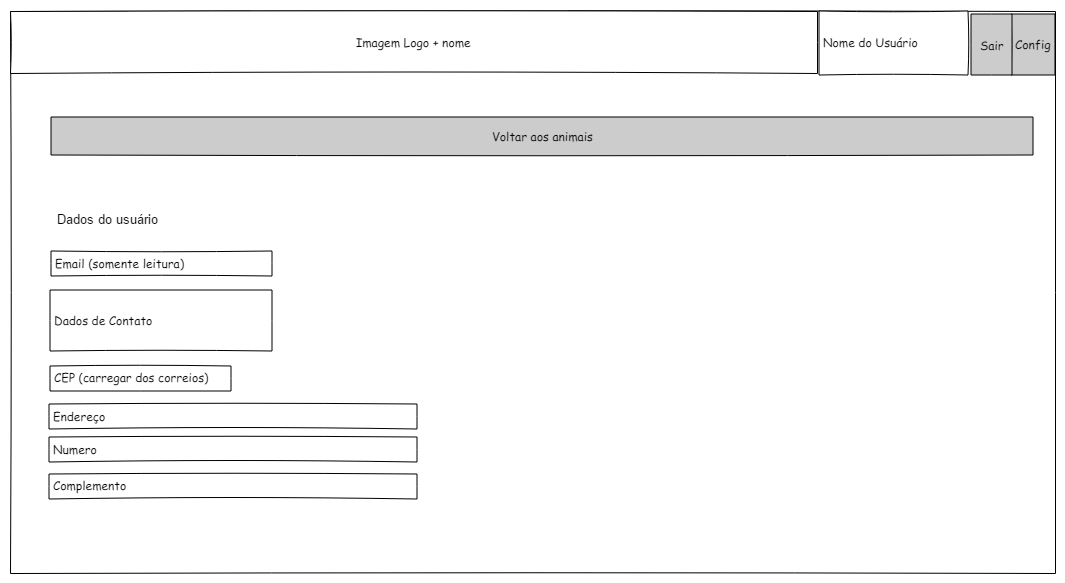 Imagem Logo + nome
Nome do Usuário
Sair
Config
Voltar aos animais
Dados do usuário
Email (somente leitura)
Dados de Contato
CEP (carregar dos correios)
Endereço
Numero
Complemento